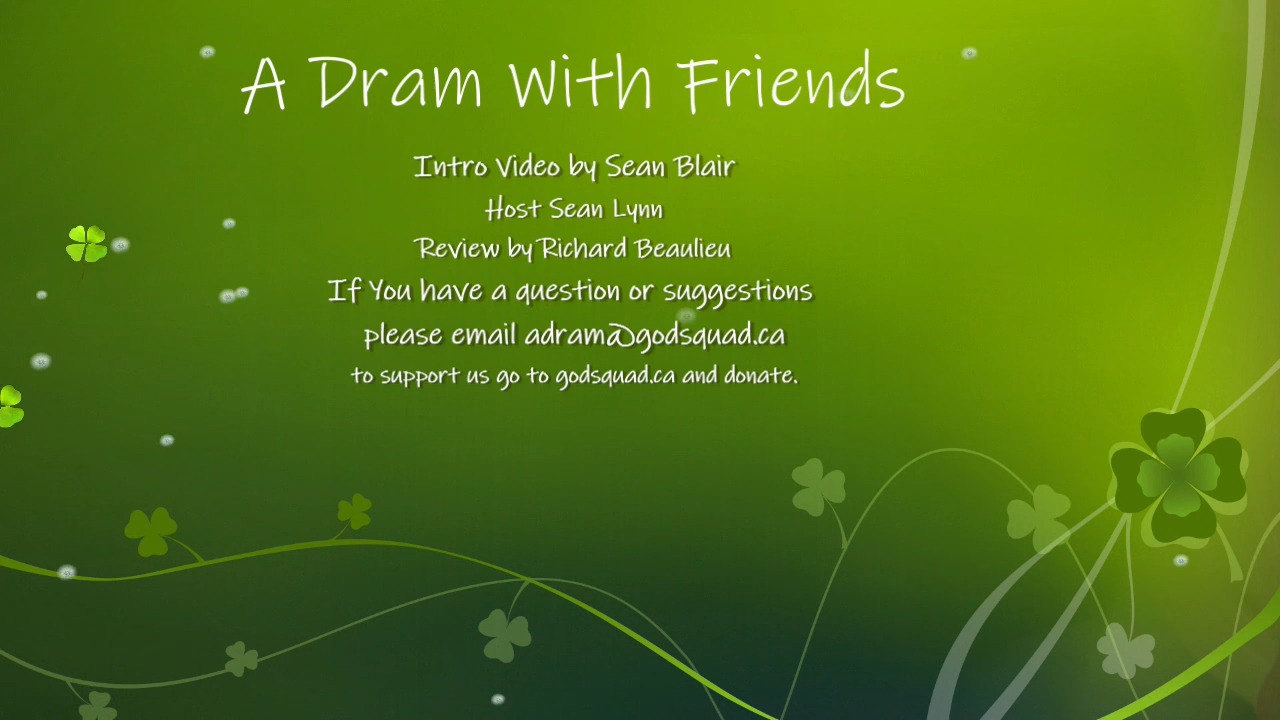 A Dram With Friends
Intro Video by Sean Blair
Host Sean Lynn
Review by Richard Beaulieu
If You have a question or suggestions
please email adram@godsquad.ca
to support us go to godsquad.ca and donate.